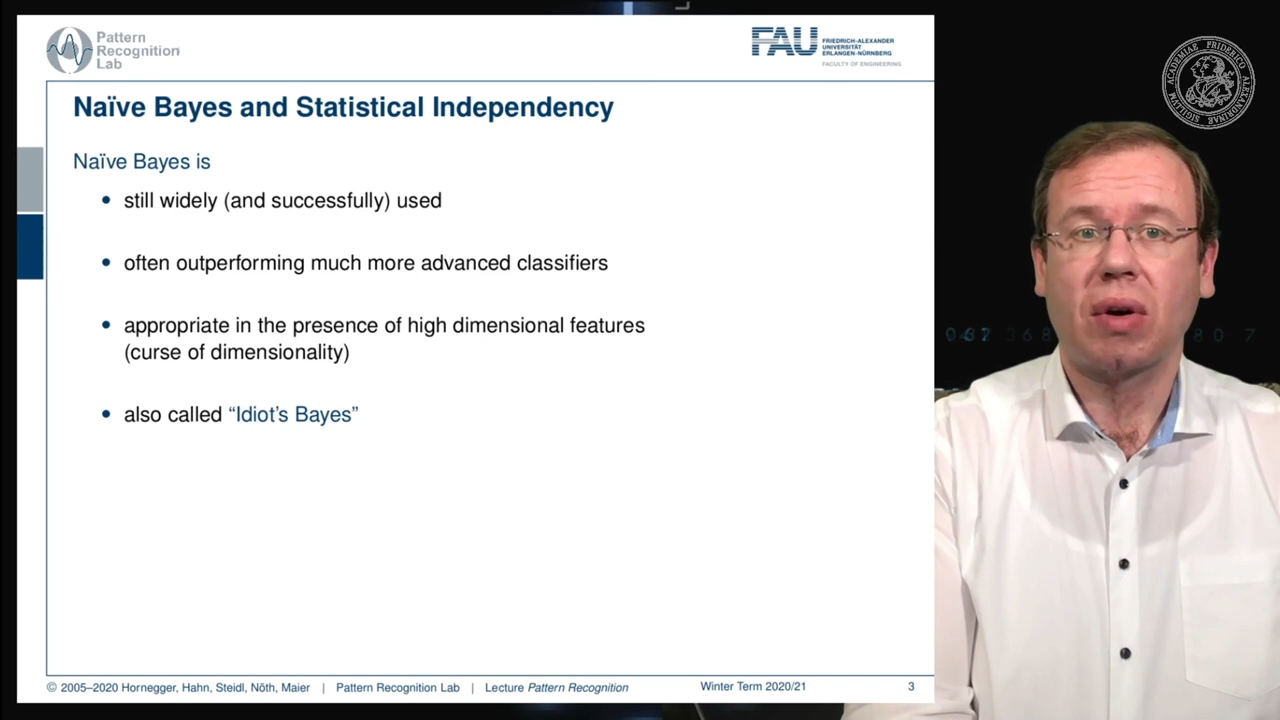 Pattern
Recognition
Lab
FAU
FRIEDRICH-ALEXANDER
UNIVERSITÄT
ERLANGEN-NÜRNBERG
FACULTY OF ENGINEERING
Naïve Bayes and Statistical Independency
Naïve Bayes is
• still widely (and successfully) used
• often outperforming much more advanced classifiers
• appropriate in the presence of high dimensional features
(curse of dimensionality)
• also called “Idiot’s Bayes”
© 2005–2020 Hornegger, Hahn, Steidl, Nöth, Maier | Pattern Recognition Lab | Lecture Pattern Recognition Winter Term 2020/21 3